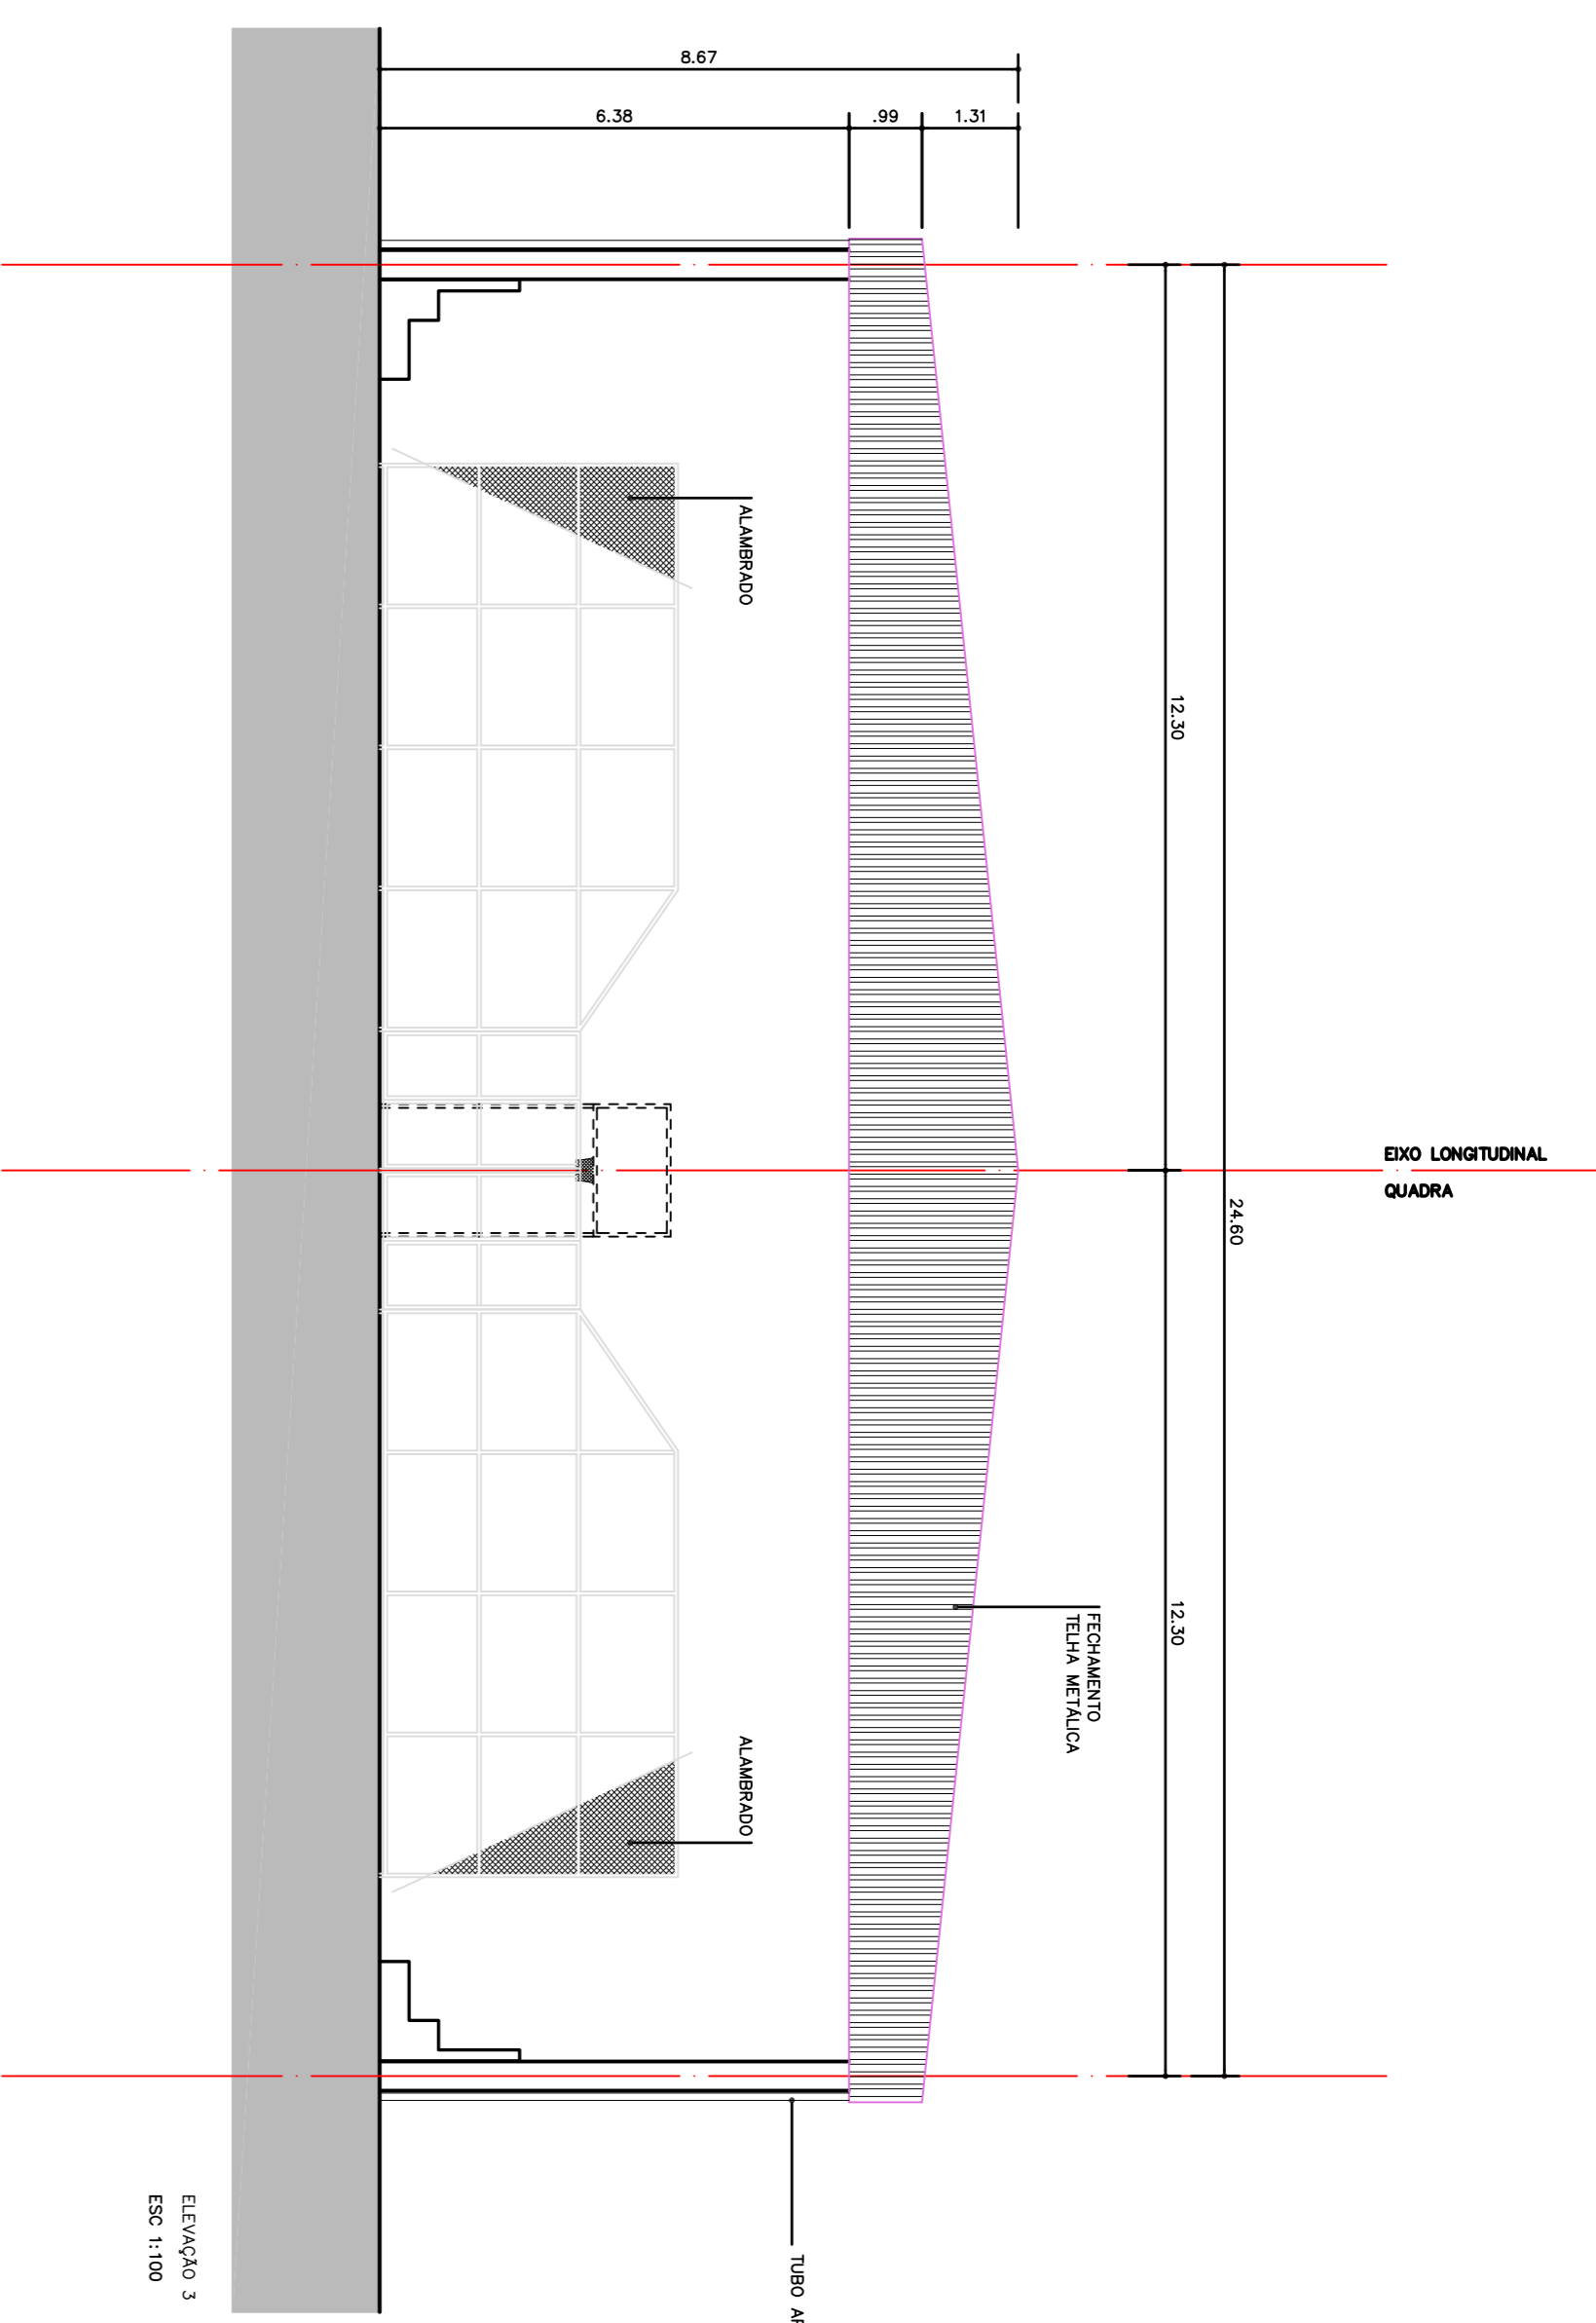 8.67
6.38
.99
1.31
EIXO LONGITUDINAL
QUADRA
24.60
12.30
12.30
ALAMBRADO
FECHAMENTO
TELHA METÁLICA
ALAMBRADO
TUBO
ELEVAÇÃO 3
ESC 1:100